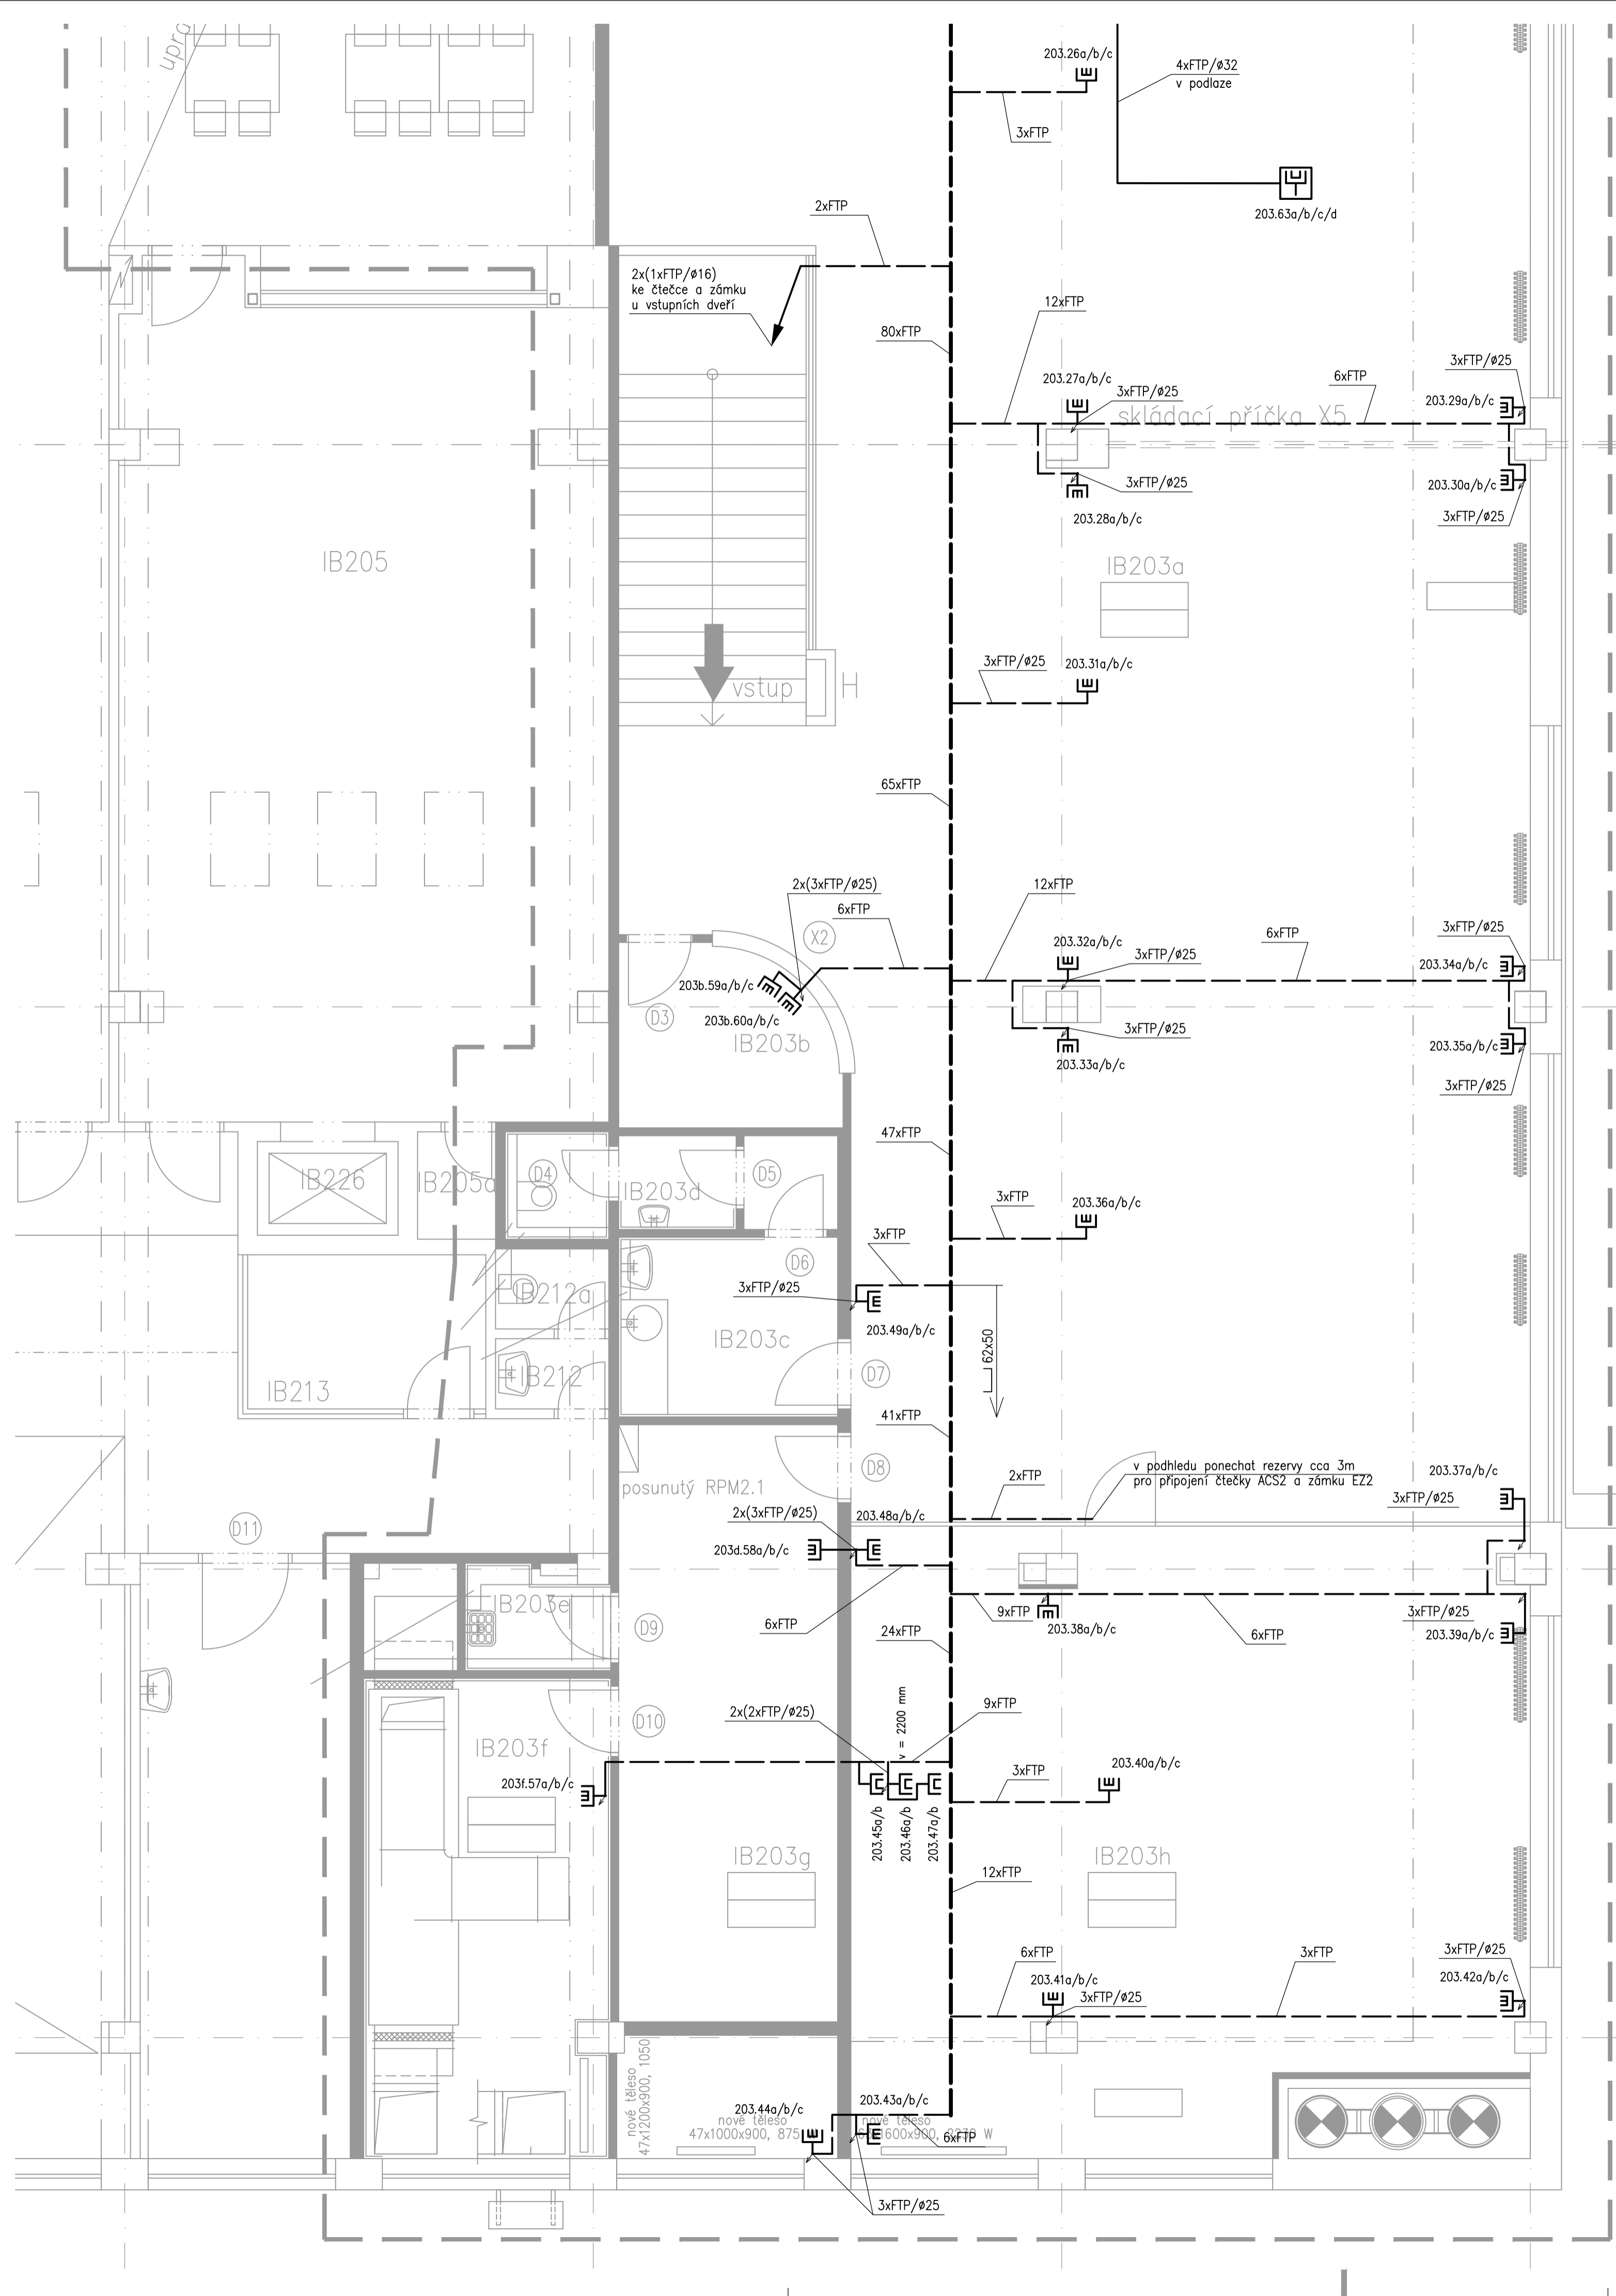 upra
203.26a/b/c
4xFTP/ø32
v podlaze
3xFTP
203.63a/b/c/d
2xFTP
2x(1xFTP/ø16)
ke čtečce a zámku
u vstupních dveří
12xFTP
80xFTP
3xFTP/ø25
203.27a/b/c
6xFTP
3xFTP/ø25
203.29a/b/c
skládací příčka X5
3xFTP/ø25
203.30a/b/c
203.28a/b/c
3xFTP/ø25
IB205
IB203a
3xFTP/ø25
203.31a/b/c
vstup
H
65xFTP
2x(3xFTP/ø25)
12xFTP
6xFTP
3xFTP/ø25
X2
6xFTP
203.32a/b/c
3xFTP/ø25
203.34a/b/c
203b.59a/b/c
D3
203b.60a/b/c
3xFTP/ø25
IB203b
203.35a/b/c
203.33a/b/c
3xFTP/ø25
47xFTP
IB226
IB205a
D4
IB203d
D5
3xFTP
203.36a/b/c
3xFTP
D6
3xFTP/ø25
IB212a
203.49a/b/c
IB203c
62x50
IB213
IB212
D7
41xFTP
D8
v podhledu ponechat rezervy cca 3m
pro připojení čtečky ACS2 a zámku EZ2
2xFTP
203.37a/b/c
posunutý RPM2.1
3xFTP/ø25
2x(3xFTP/ø25)
203.48a/b/c
D11
203d.58a/b/c
IB203e
9xFTP
3xFTP/ø25
6xFTP
D9
24xFTP
203.38a/b/c
6xFTP
203.39a/b/c
2x(2xFTP/ø25)
v = 2200 mm
9xFTP
D10
IB203f
203f.57a/b/c
3xFTP
203.40a/b/c
203.45a/b
203.46a/b
203.47a/b
IB203g
IB203h
12xFTP
6xFTP
3xFTP
3xFTP/ø25
203.41a/b/c
3xFTP/ø25
203.42a/b/c
nové těleso
47x1200x900, 1050
203.44a/b/c
203.43a/b/c
nové těleso
47x1000x900, 875
nové těleso
6xFTP
3xFTP/ø25